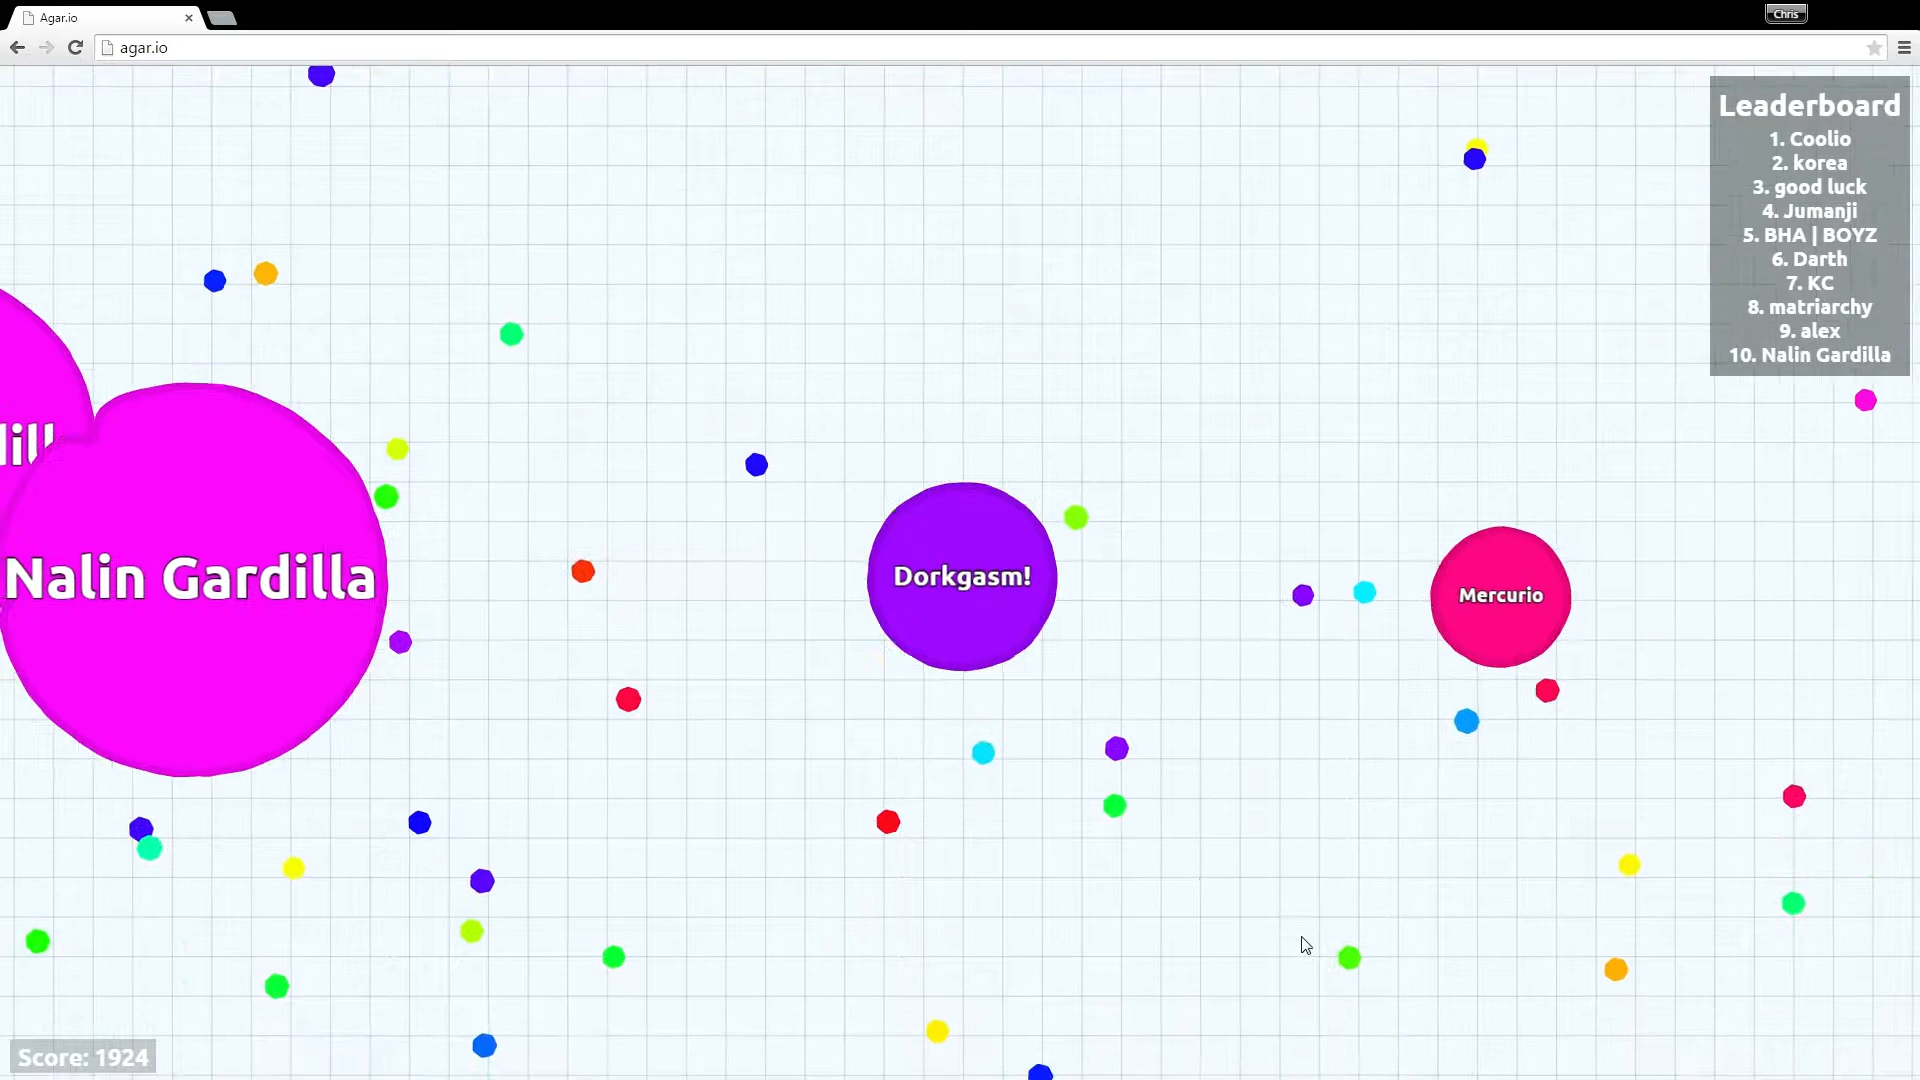 Agar.io
Chris
agar.io
Leaderboard
1. Coolio
2. korea
3. good luck
4. Jumanji
5. BHA | BOYZ
6. Darth
7. KC
8. matriarchy
9. alex
10. Nalin Gardilla
dill
Nalin Gardilla
Dorkgasm!
Mercurio
Score: 1924